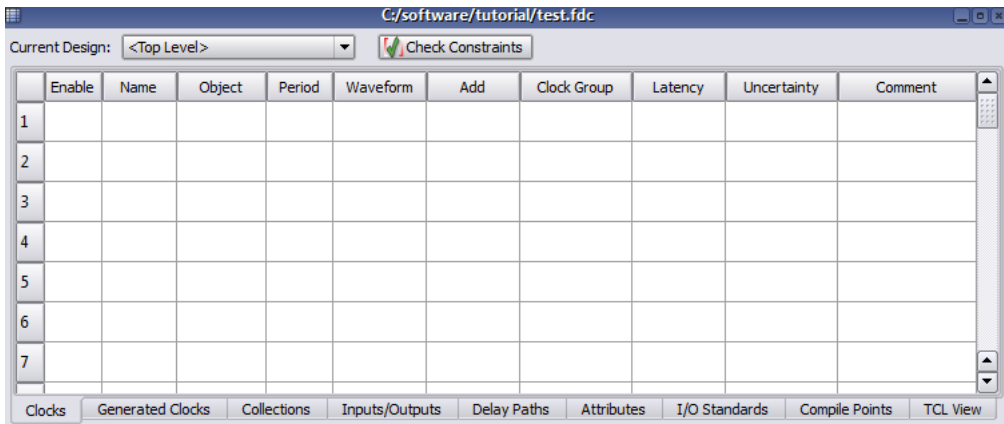 C:/software/tutorial/test.fdc
Current Design: <Top Level> Check Constraints
Enable Name Object Period Waveform Add Clock Group Latency Uncertainty Comment
1
2
3
4
5
6
7
Clocks Generated Clocks Collections Inputs/Outputs Delay Paths Attributes I/O Standards Compile Points TCL View